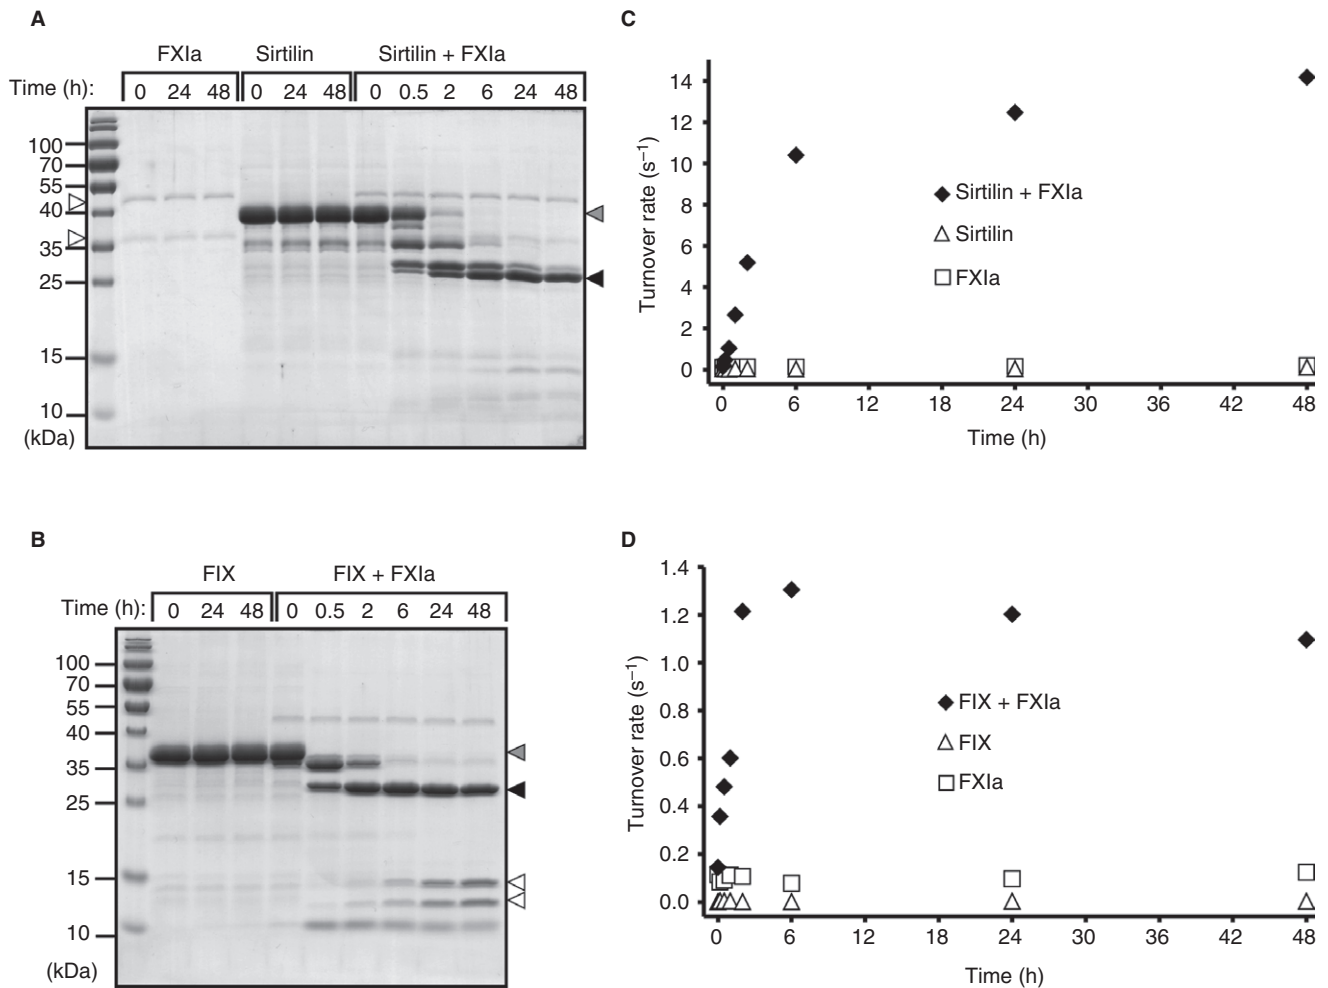 A
FXIa Sirtilin Sirtilin + FXIa
Time (h): 0 24 48 0 24 48 0 0.5 2 6 24 48
100
70
55
40
35
25
15
10
(kDa)
C
14
12
10
8
6
4
2
0
Turnover rate (s⁻¹)
Sirtilin + FXIa
Sirtilin
FXIa
0 6 12 18 24 30 36 42 48
Time (h)
B
FIX FIX + FXIa
Time (h): 0 24 48 0 0.5 2 6 24 48
100
70
55
40
35
25
15
10
(kDa)
D
1.4
1.2
1.0
0.8
0.6
0.4
0.2
0.0
Turnover rate (s⁻¹)
FIX + FXIa
FIX
FXIa
0 6 12 18 24 30 36 42 48
Time (h)